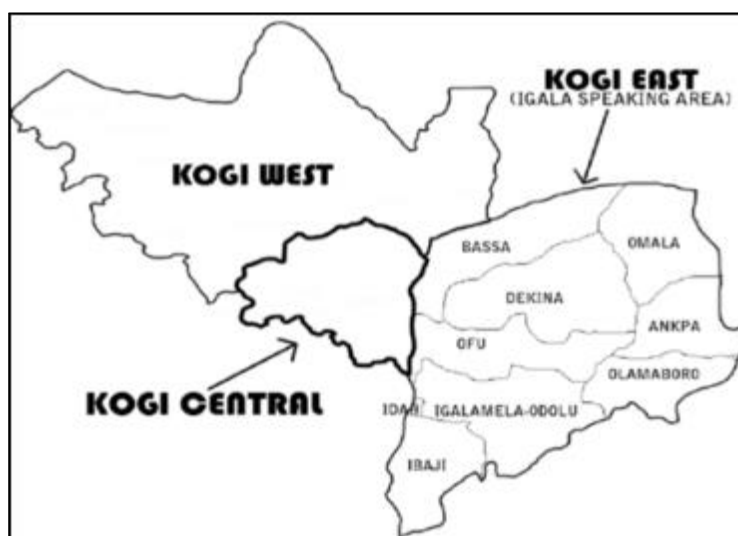 KOGI EAST
(IGALA SPEAKING AREA)
KOGI WEST
BASSA
OMALA
DEKINA
ANKPA
OFU
OLAMABORO
KOGI CENTRAL
IDAH
IGALAMELA-ODOLU
IBAJI